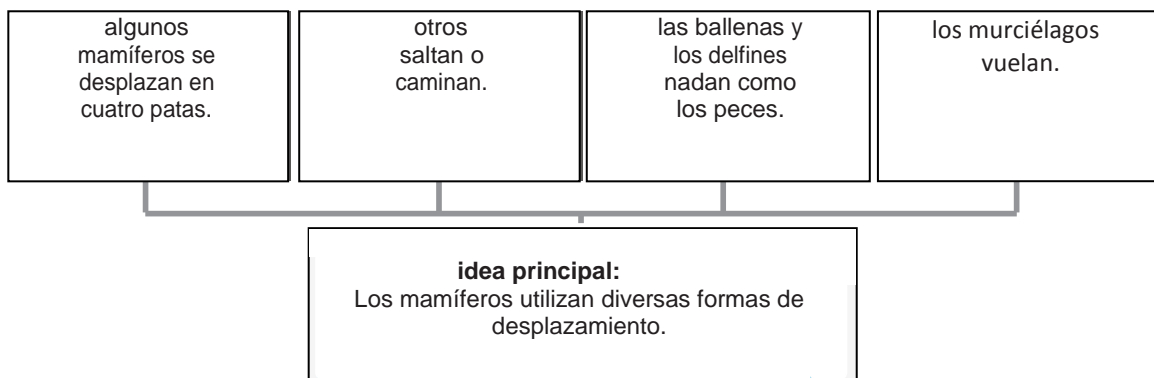 algunos
mamíferos se
desplazan en
cuatro patas.
otros
saltan o
caminan.
las ballenas y
los delfines
nadan como
los peces.
los murciélagos
vuelan.
idea principal:
Los mamíferos utilizan diversas formas de
desplazamiento.